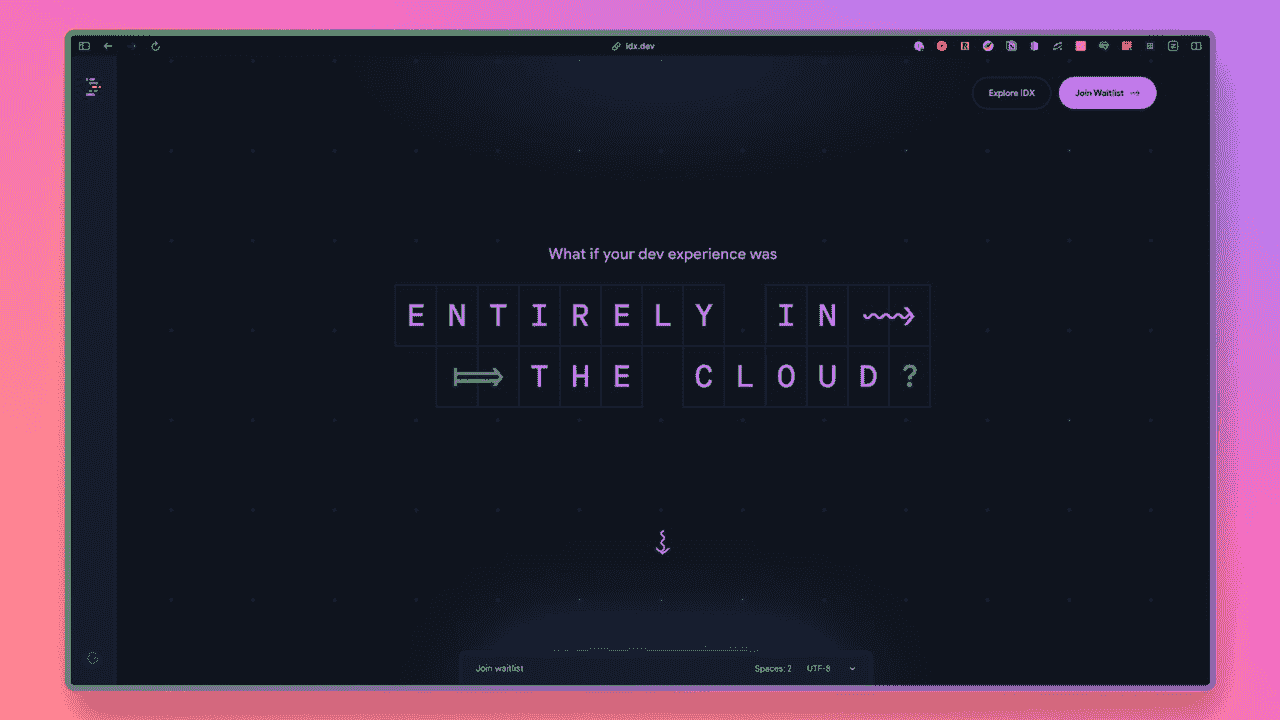 idx.dev
Explore IDX
Join Waitlist
What if your dev experience was
ENTIRELY IN
THE CLOUD?
Join waitlist
Spaces: 2 UTF-8